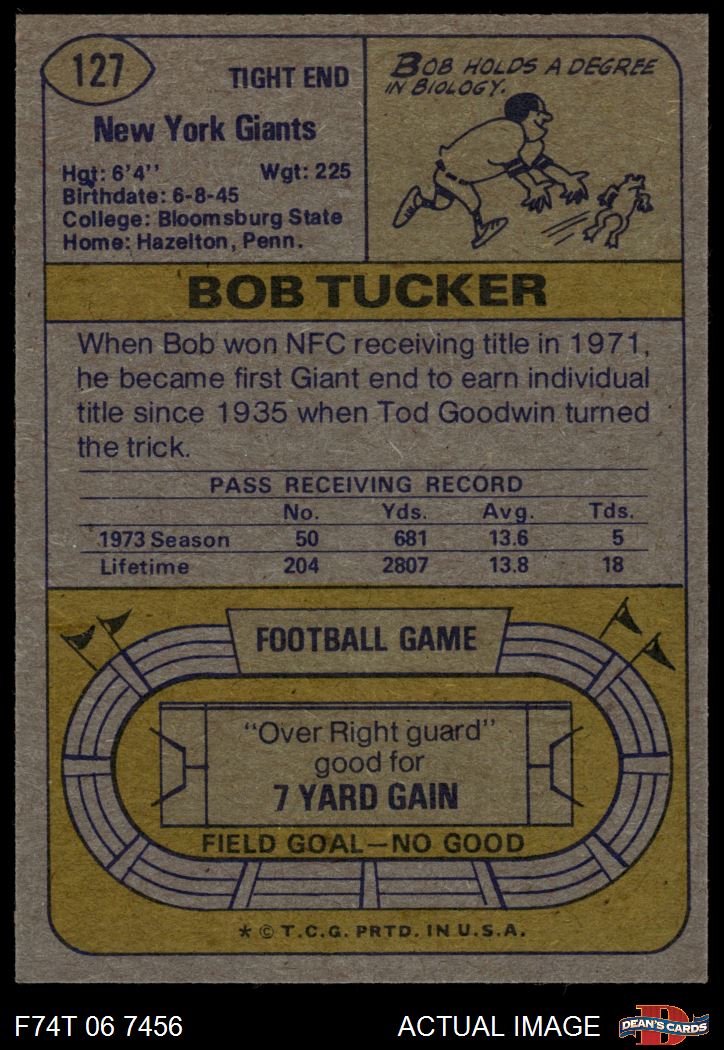 127
TIGHT END
New York Giants
Hgt: 6'4'' Wgt: 225
Birthdate: 6-8-45
College: Bloomsburg State
Home: Hazelton, Penn.
BOB HOLDS A DEGREE
IN BIOLOGY.
BOB TUCKER
When Bob won NFC receiving title in 1971,
he became first Giant end to earn individual
title since 1935 when Tod Goodwin turned
the trick.
PASS RECEIVING RECORD
No. Yds. Avg. Tds.
1973 Season 50 681 13.6 5
Lifetime 204 2807 13.8 18
FOOTBALL GAME
"Over Right guard"
good for
7 YARD GAIN
FIELD GOAL—NO GOOD
* © T.C.G. PRTD. IN U.S.A.
F74T 06 7456 ACTUAL IMAGE
D
DEAN'S CARDS